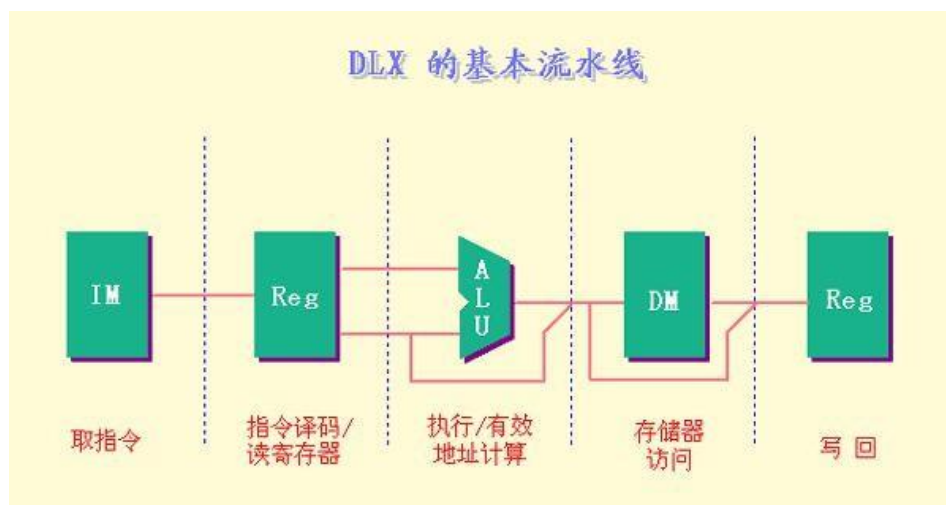 DLX 的基本流水线
IM
Reg
ALU
DM
Reg
取指令
指令译码/
读寄存器
执行/有效
地址计算
存储器
访问
写 回